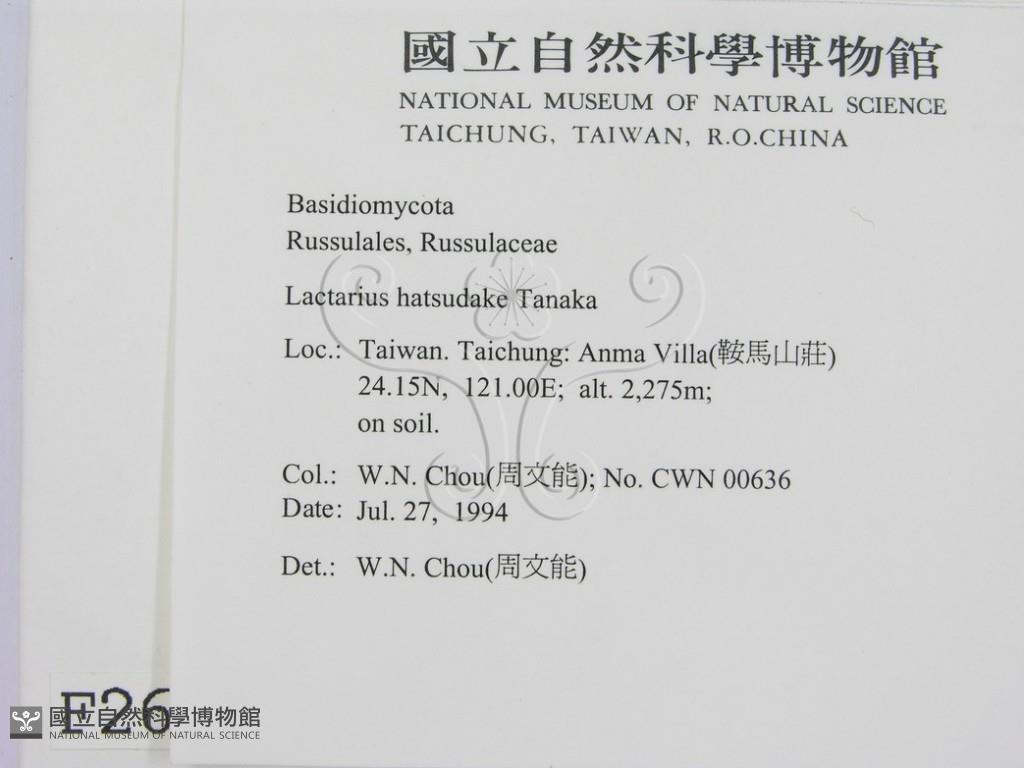 國立自然科學博物館
NATIONAL MUSEUM OF NATURAL SCIENCE
TAICHUNG, TAIWAN, R.O.CHINA
Basidiomycota
Russulales, Russulaceae
Lactarius hatsudake Tanaka
Loc.: Taiwan. Taichung: Anma Villa(鞍馬山莊)
24.15N, 121.00E; alt. 2,275m;
on soil.
Col.: W.N. Chou(周文能); No. CWN 00636
Date: Jul. 27, 1994
Det.: W.N. Chou(周文能)
F26
國立自然科學博物館
NATIONAL MUSEUM OF NATURAL SCIENCE